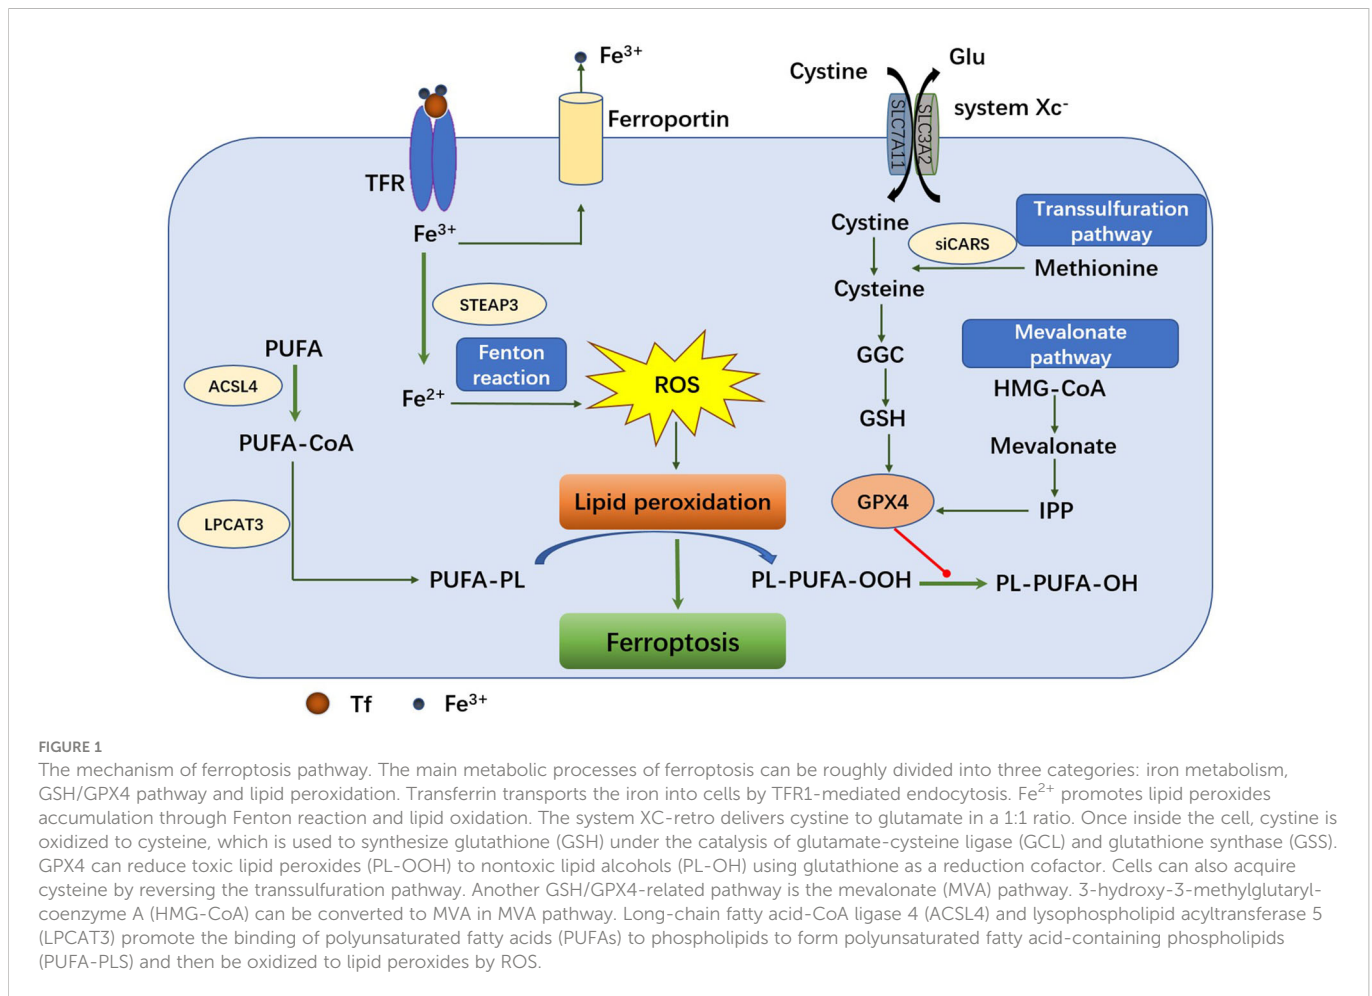 Fe³⁺
Ferroportin
TFR
Fe³⁺
Cystine
Glu
system Xc⁻
SLC7A11
SLC3A2
Cystine
siCARS
Transsulfuration
pathway
Methionine
Cysteine
STEAP3
PUFA
ACSL4
PUFA-CoA
Fe²⁺
Fenton
reaction
ROS
GGC
GSH
Mevalonate
pathway
HMG-CoA
Mevalonate
IPP
GPX4
Lipid peroxidation
LPCAT3
PUFA-PL
PL-PUFA-OOH
PL-PUFA-OH
Ferroptosis
Tf
Fe³⁺
FIGURE 1
The mechanism of ferroptosis pathway. The main metabolic processes of ferroptosis can be roughly divided into three categories: iron metabolism,
GSH/GPX4 pathway and lipid peroxidation. Transferrin transports the iron into cells by TFR1-mediated endocytosis. Fe²⁺ promotes lipid peroxides
accumulation through Fenton reaction and lipid oxidation. The system XC-retro delivers cystine to glutamate in a 1:1 ratio. Once inside the cell, cystine is
oxidized to cysteine, which is used to synthesize glutathione (GSH) under the catalysis of glutamate-cysteine ligase (GCL) and glutathione synthase (GSS).
GPX4 can reduce toxic lipid peroxides (PL-OOH) to nontoxic lipid alcohols (PL-OH) using glutathione as a reduction cofactor. Cells can also acquire
cysteine by reversing the transsulfuration pathway. Another GSH/GPX4-related pathway is the mevalonate (MVA) pathway. 3-hydroxy-3-methylglutaryl-
coenzyme A (HMG-CoA) can be converted to MVA in MVA pathway. Long-chain fatty acid-CoA ligase 4 (ACSL4) and lysophospholipid acyltransferase 5
(LPCAT3) promote the binding of polyunsaturated fatty acids (PUFAs) to phospholipids to form polyunsaturated fatty acid-containing phospholipids
(PUFA-PLS) and then be oxidized to lipid peroxides by ROS.